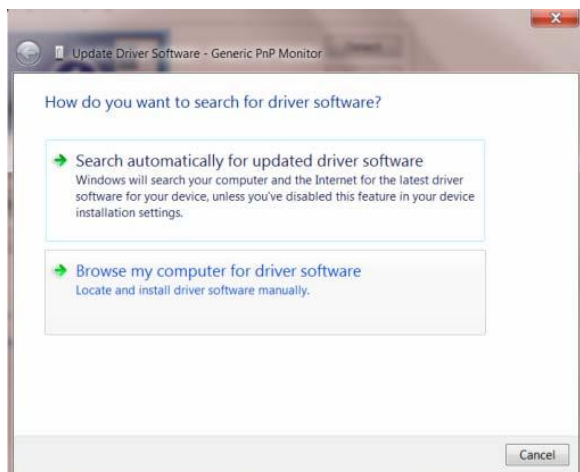 Update Driver Software - Generic PnP Monitor
How do you want to search for driver software?
Search automatically for updated driver software
Windows will search your computer and the Internet for the latest driver
software for your device, unless you've disabled this feature in your device
installation settings.
Browse my computer for driver software
Locate and install driver software manually.
Cancel